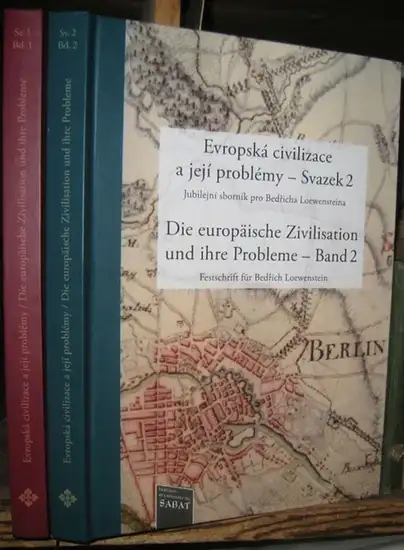 Sv. 1
Bd. 1
Evropská civilizace a její problémy / Die europäische Zivilisation und ihre Probleme
Sv. 2
Bd. 2
Evropská civilizace a její problémy / Die europäische Zivilisation und ihre Probleme
Evropská civilizace
a její problémy – Svazek 2
Jubilejní sborník pro Bedřicha Loewensteina
Die europäische Zivilisation
und ihre Probleme – Band 2
Festschrift für Bedřich Loewenstein
BERLIN
SABAT